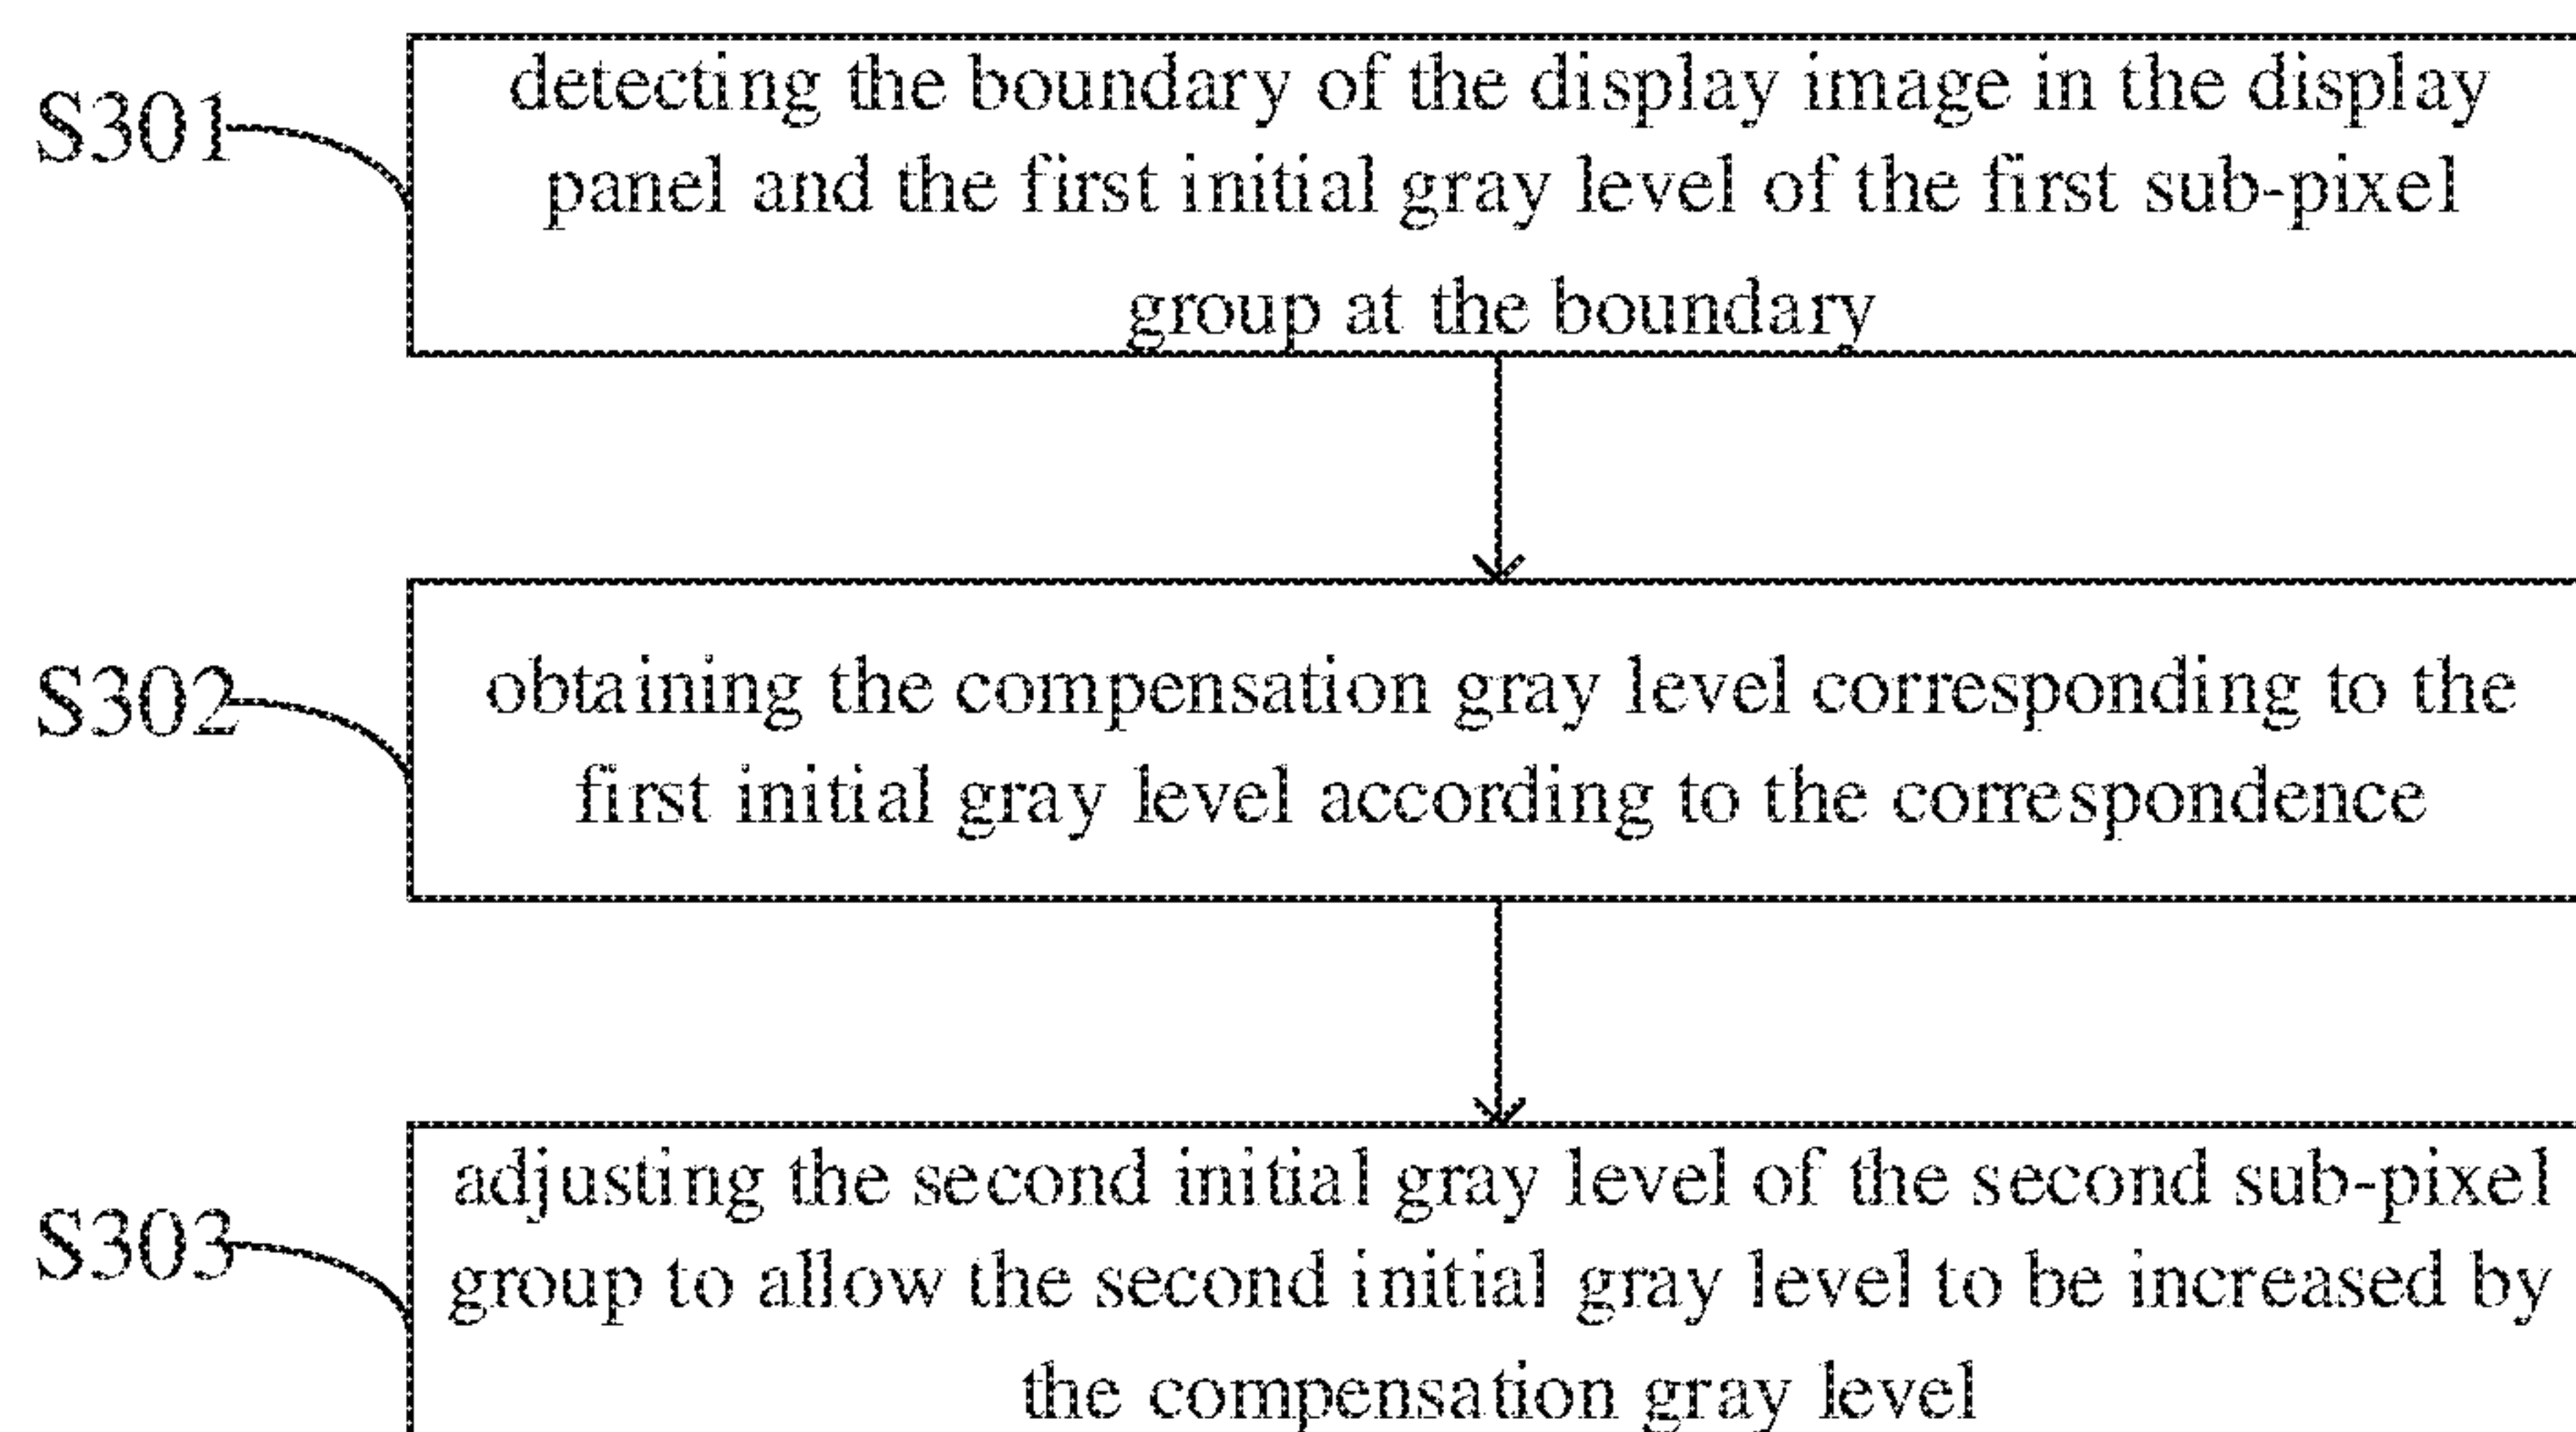 S301
detecting the boundary of the display image in the display
panel and the first initial gray level of the first sub-pixel
group at the boundary
S302
obtaining the compensation gray level corresponding to the
first initial gray level according to the correspondence
S303
adjusting the second initial gray level of the second sub-pixel
group to allow the second initial gray level to be increased by
the compensation gray level